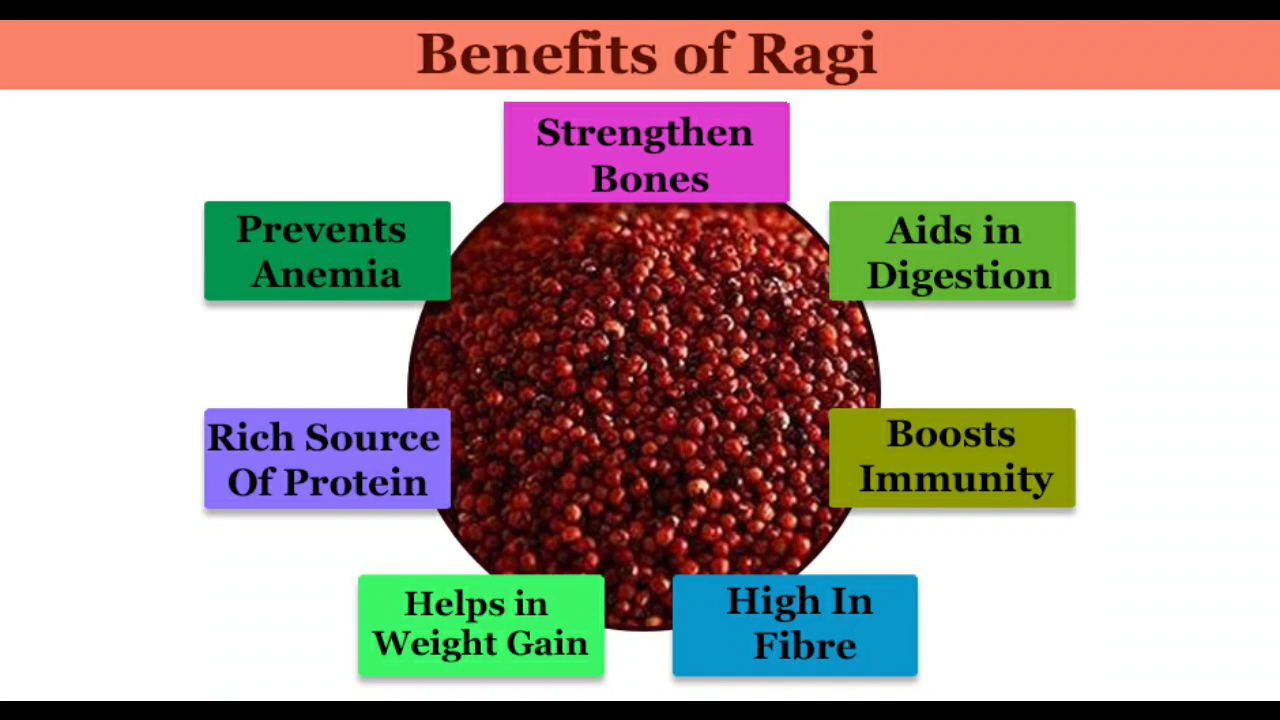 Benefits of Ragi
Strengthen
Bones
Prevents
Anemia
Aids in
Digestion
Rich Source
Of Protein
Boosts
Immunity
Helps in
Weight Gain
High In
Fibre